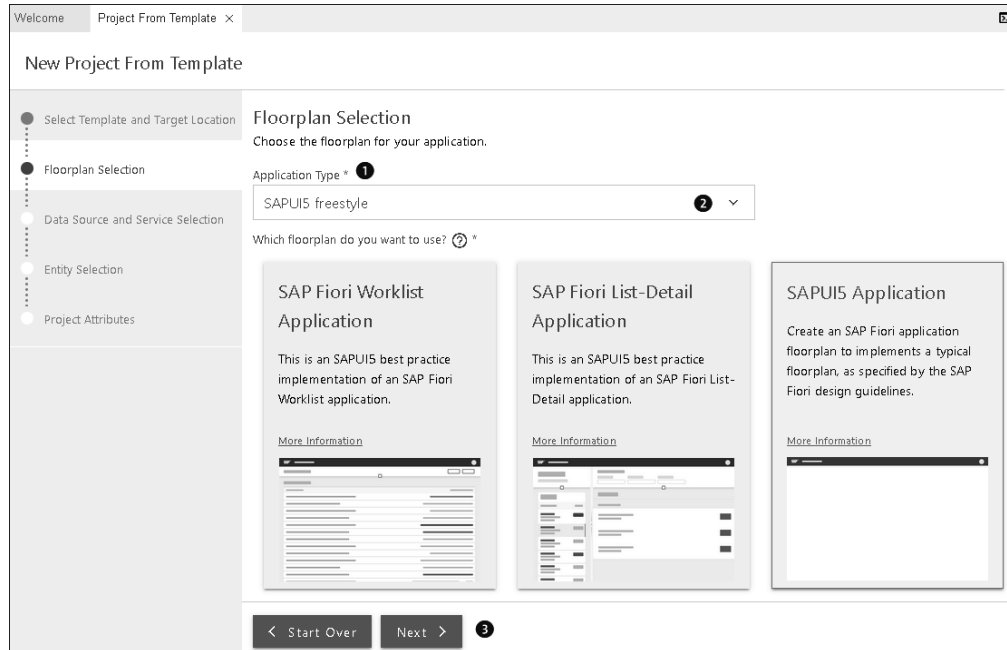 Welcome
Project From Template ×
New Project From Template
Select Template and Target Location
Floorplan Selection
Data Source and Service Selection
Entity Selection
Project Attributes
Floorplan Selection
Choose the floorplan for your application.
Application Type * ❶
SAPUI5 freestyle ❷
Which floorplan do you want to use? ? *
SAP Fiori Worklist
Application
This is an SAPUI5 best practice
implementation of an SAP Fiori
Worklist application.
More Information
SAP Fiori List-Detail
Application
This is an SAPUI5 best practice
implementation of an SAP Fiori List-
Detail application.
More Information
SAPUI5 Application
Create an SAP Fiori application
floorplan to implements a typical
floorplan, as specified by the SAP
Fiori design guidelines.
More Information
< Start Over
Next >
❸